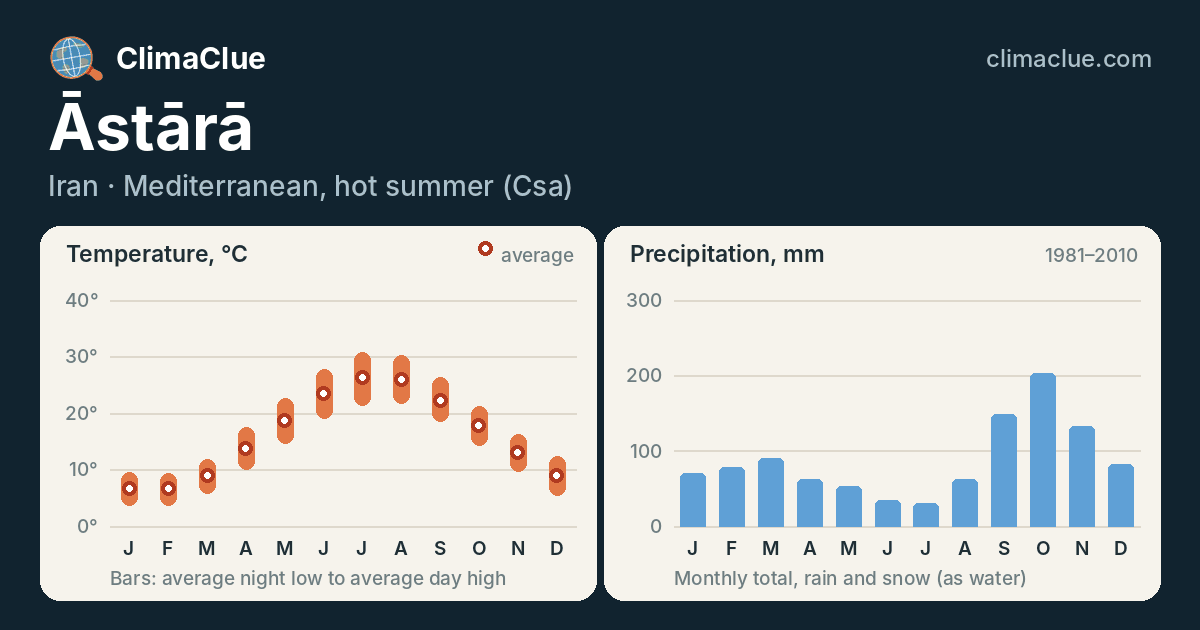 ClimaClue
climaclue.com
Āstārā
Iran · Mediterranean, hot summer (Csa)
Temperature, °C
average
40°
30°
20°
10°
0°
J F M A M J J A S O N D
Bars: average night low to average day high
Precipitation, mm
1981–2010
300
200
100
0
J F M A M J J A S O N D
Monthly total, rain and snow (as water)